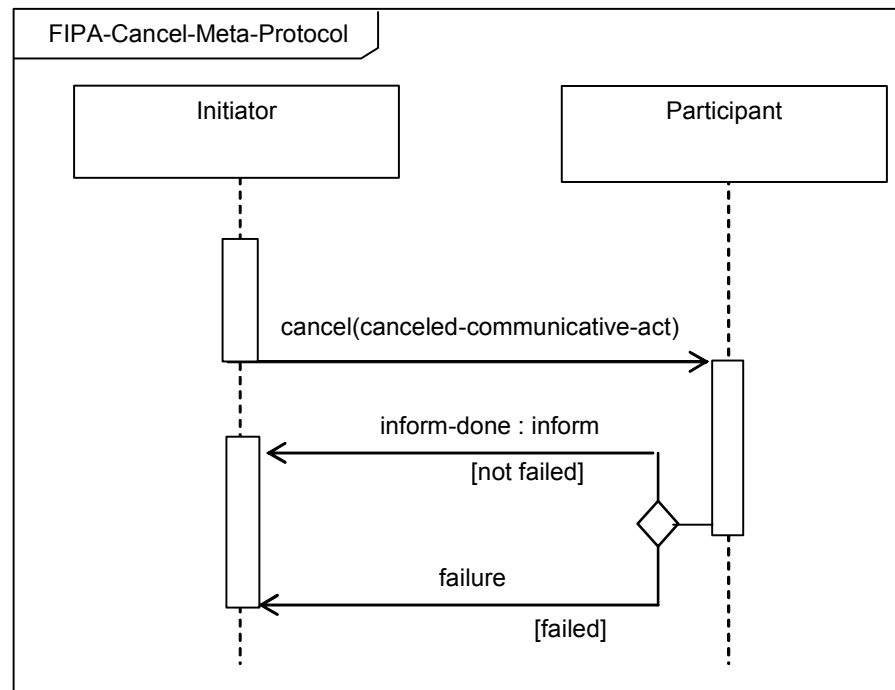 FIPA-Cancel-Meta-Protocol
Initiator
Participant
cancel(canceled-communicative-act)
inform-done : inform
[not failed]
failure
[failed]